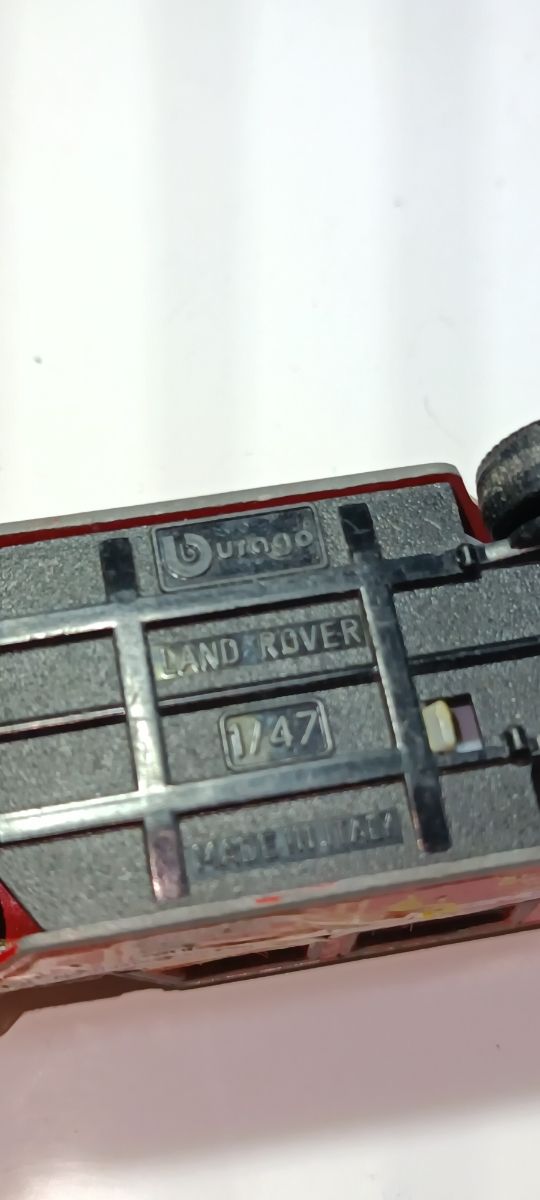 burago
LAND ROVER
1/47
MADE IN ITALY